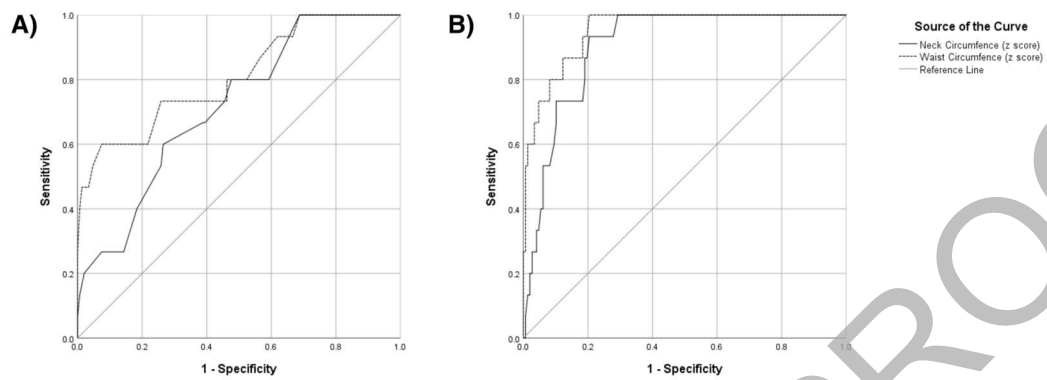 A)
B)
Source of the Curve
Neck Circumfence (z score)
Waist Circumfence (z score)
Reference Line
Sensitivity
1.0
0.8
0.6
0.4
0.2
0.0
0.0 0.2 0.4 0.6 0.8 1.0
1 - Specificity
Sensitivity
1.0
0.8
0.6
0.4
0.2
0.0
0.0 0.2 0.4 0.6 0.8 1.0
1 - Specificity
PRO